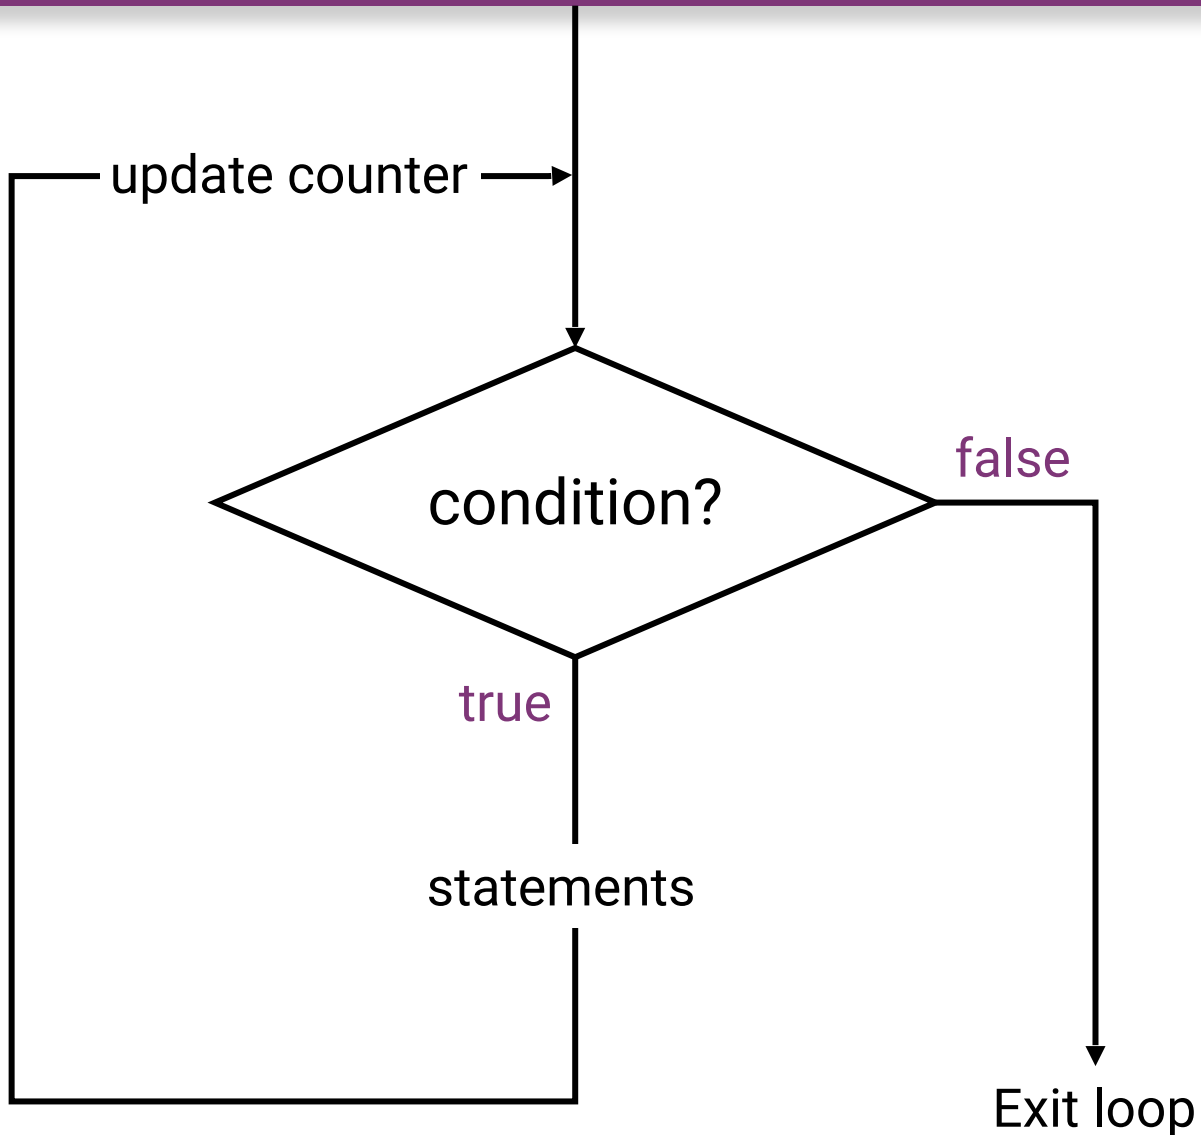 update counter
condition?
false
true
statements
Exit loop